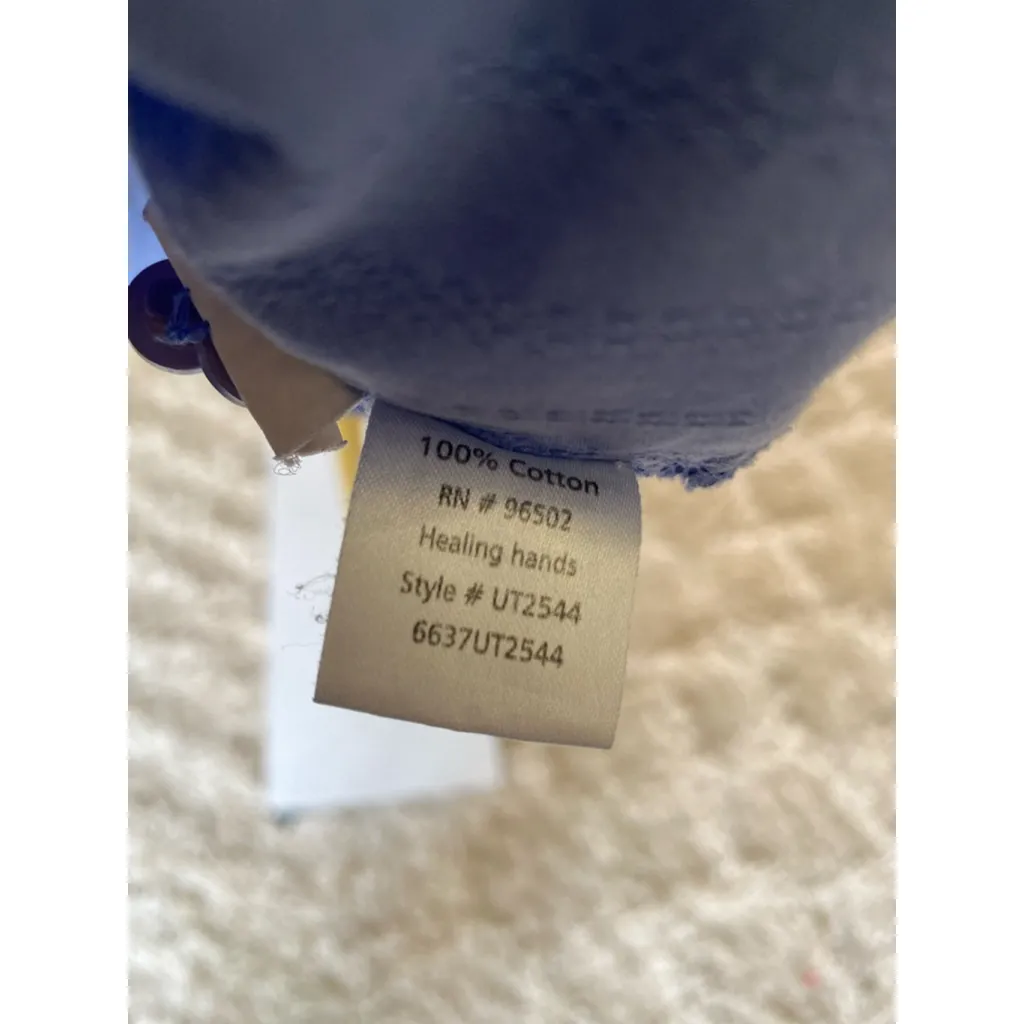 100% Cotton
RN # 96502
Healing hands
Style # UT2544
6637UT2544